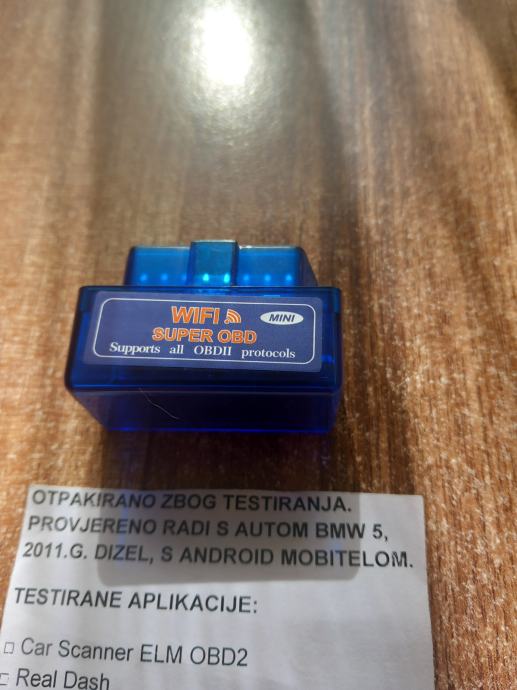 WIFI
MINI
SUPER OBD
Supports all OBDII protocols
OTPAKIRANO ZBOG TESTIRANJA.
PROVJERENO RADI S AUTOM BMW 5,
2011.G. DIZEL, S ANDROID MOBITELOM.
TESTIRANE APLIKACIJE:
□ Car Scanner ELM OBD2
□ Real Dash